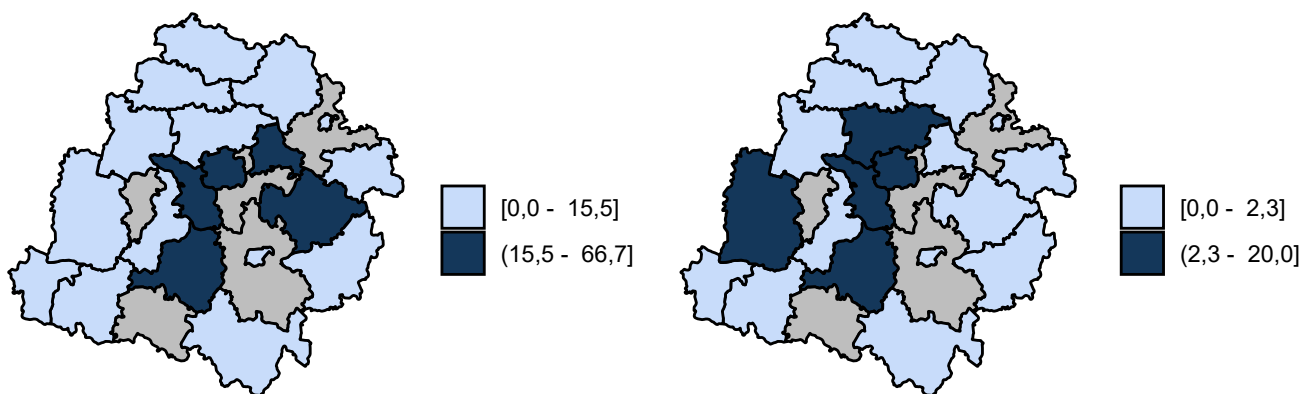 [0,0 - 15,5]
(15,5 - 66,7]
[0,0 - 2,3]
(2,3 - 20,0]